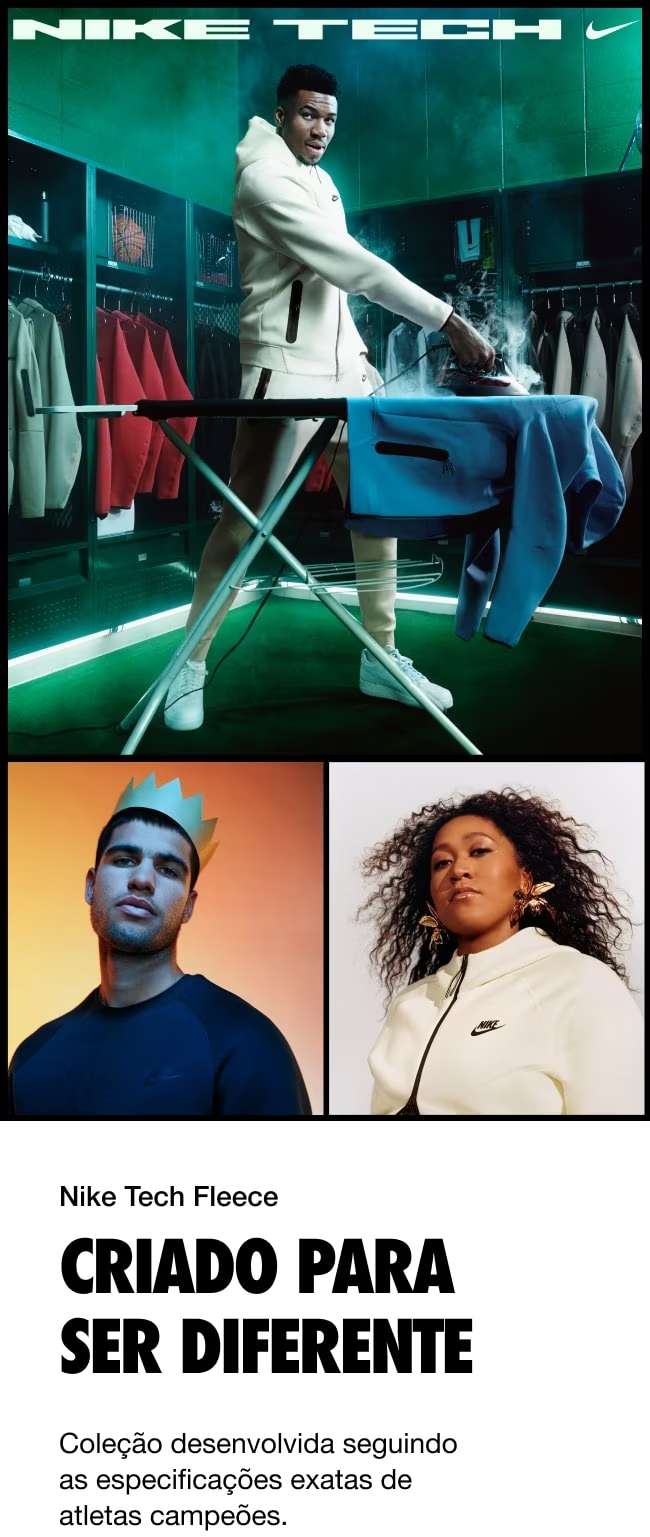 NIKE TECH
NIKE
Nike Tech Fleece
CRIADO PARA
SER DIFERENTE
Coleção desenvolvida seguindo
as especificações exatas de
atletas campeões.